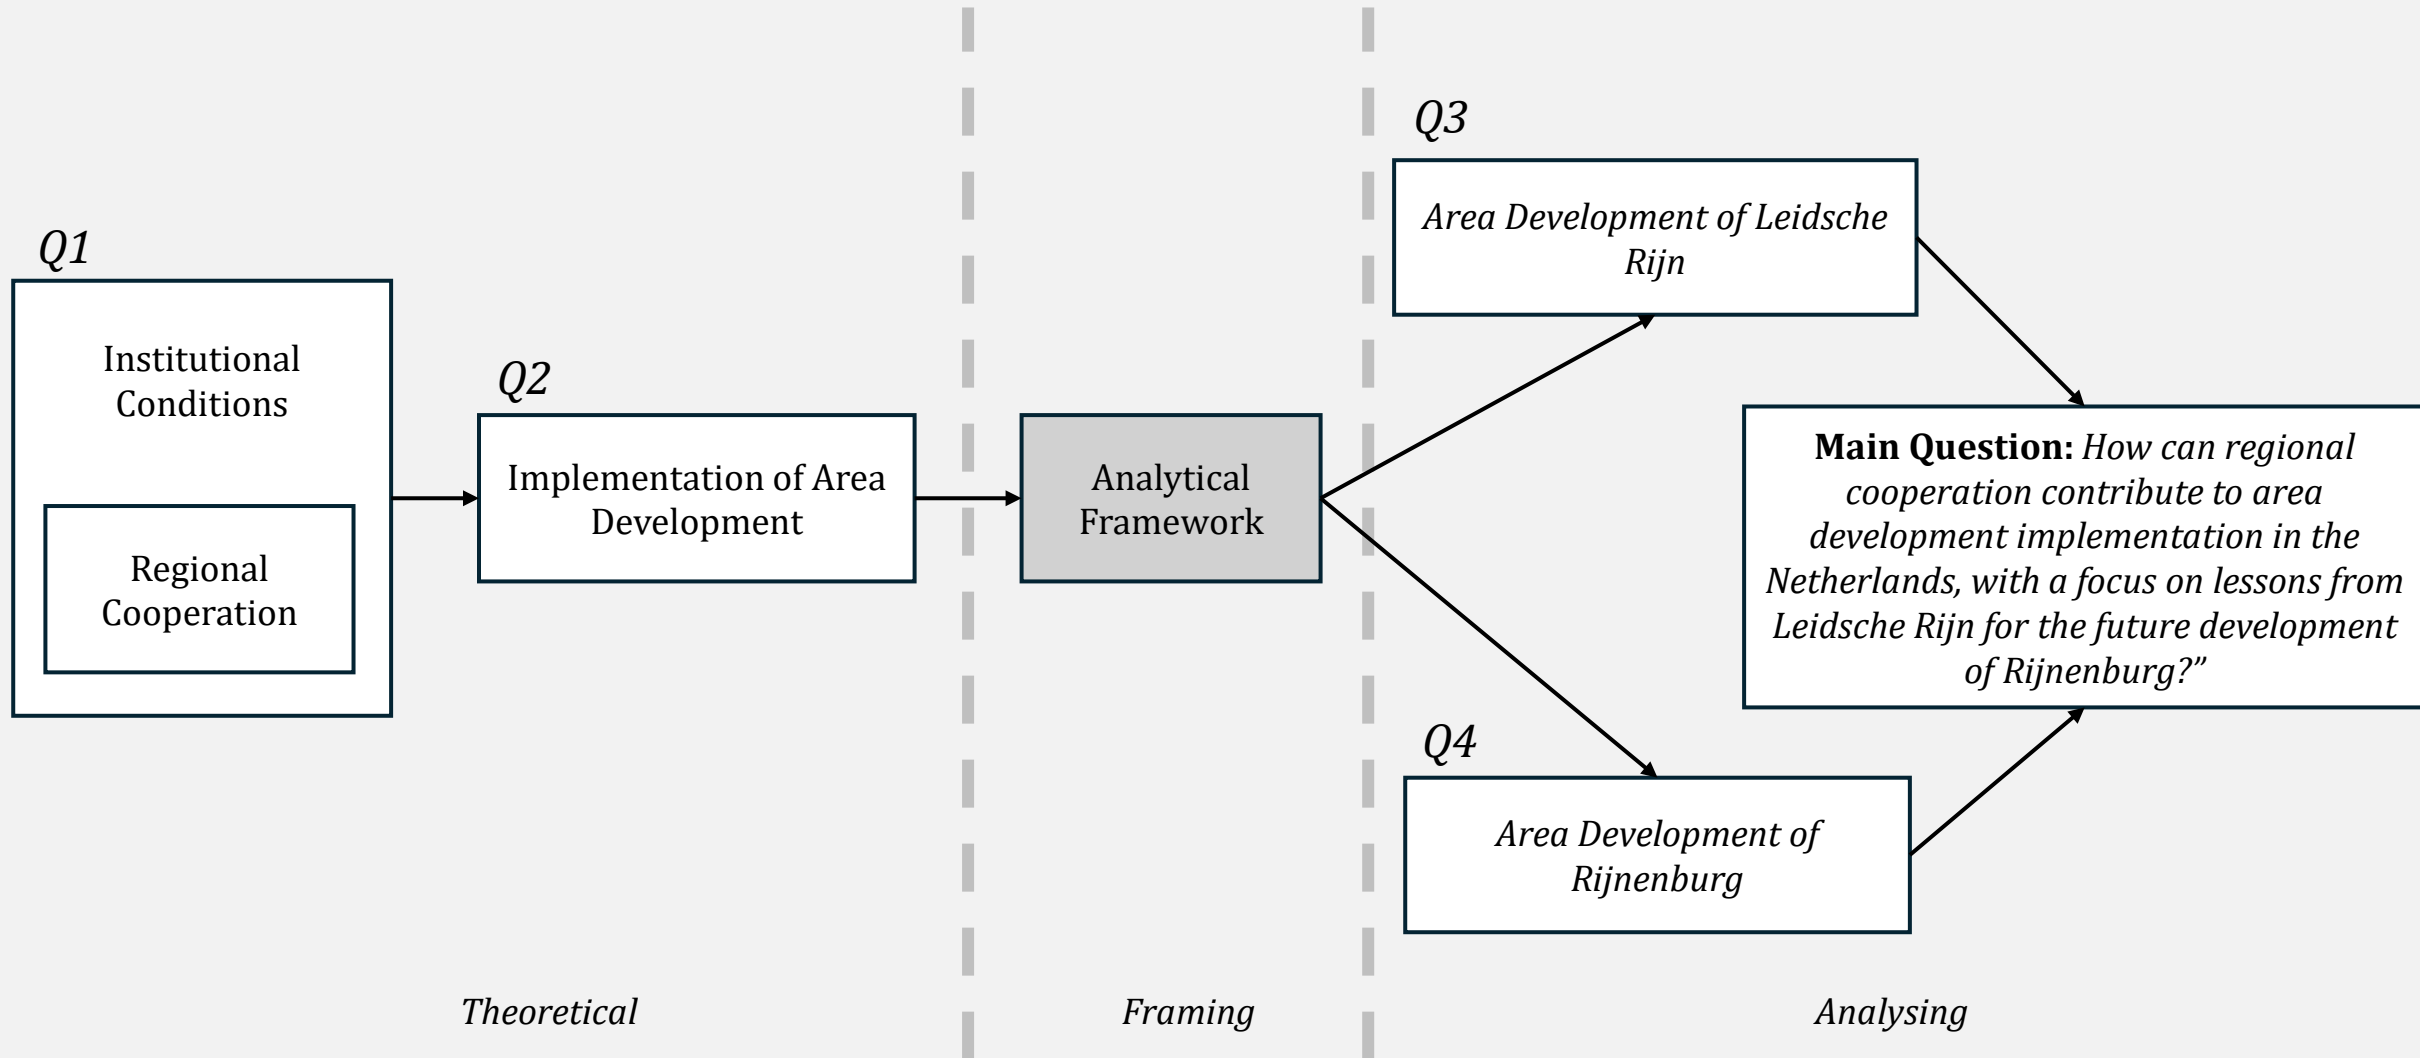 Q1
Institutional
Conditions
Regional
Cooperation
Q2
Implementation of Area
Development
Analytical
Framework
Q3
Area Development of Leidsche
Rijn
Main Question: How can regional
cooperation contribute to area
development implementation in the
Netherlands, with a focus on lessons from
Leidsche Rijn for the future development
of Rijnenburg?”
Q4
Area Development of
Rijnenburg
Theoretical
Framing
Analysing